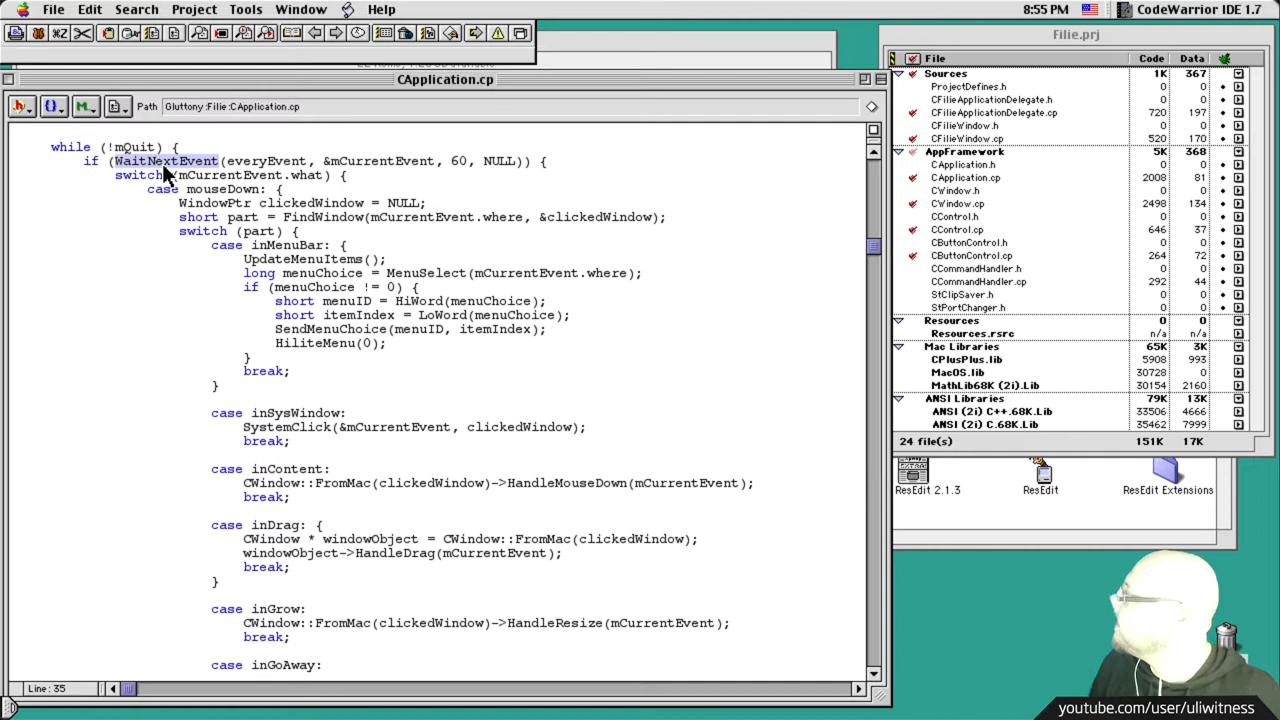 File Edit Search Project Tools Window Help 8:55 PM CodeWarrior IDE 1.7
Filie.prj
CApplication.cp
Path Gluttony :Filie :CApplication.cp
while (!mQuit) {
if (WaitNextEvent(everyEvent, &mCurrentEvent, 60, NULL)) {
switch (mCurrentEvent.what) {
case mouseDown: {
WindowPtr clickedWindow = NULL;
short part = FindWindow(mCurrentEvent.where, &clickedWindow);
switch (part) {
case inMenuBar: {
UpdateMenuItems();
long menuChoice = MenuSelect(mCurrentEvent.where);
if (menuChoice != 0) {
short menuID = HiWord(menuChoice);
short itemIndex = LoWord(menuChoice);
SendMenuChoice(menuID, itemIndex);
HiliteMenu(0);
}
break;
}
case inSysWindow:
SystemClick(&mCurrentEvent, clickedWindow);
break;
case inContent:
CWindow::FromMac(clickedWindow)->HandleMouseDown(mCurrentEvent);
break;
case inDrag: {
CWindow * windowObject = CWindow::FromMac(clickedWindow);
windowObject->HandleDrag(mCurrentEvent);
break;
}
case inGrow:
CWindow::FromMac(clickedWindow)->HandleResize(mCurrentEvent);
break;
case inGoAway:
Line: 35
File Code Data
Sources 1K 367
ProjectDefines.h 0 0
CFilieApplicationDelegate.h 0 0
CFilieApplicationDelegate.cp 720 197
CFilieWindow.h 0 0
CFilieWindow.cp 520 170
AppFramework 5K 368
CApplication.h 0 0
CApplication.cp 2008 81
CWindow.h 0 0
CWindow.cp 2498 134
CControl.h 0 0
CControl.cp 646 37
CButtonControl.h 0 0
CButtonControl.cp 264 72
CCommandHandler.h 0 0
CCommandHandler.cp 292 44
StClipSaver.h 0 0
StPortChanger.h 0 0
Resources 0 0
Resources.rsrc n/a n/a
Mac Libraries 65K 3K
CPlusPlus.lib 5908 993
MacOS.lib 30728 0
MathLib68K (2i).Lib 30154 2160
ANSI Libraries 79K 13K
ANSI (2i) C++.68K.Lib 33506 4666
ANSI (2i) C.68K.Lib 35462 7999
24 file(s) 151K 17K
ResEdit 2.1.3 ResEdit ResEdit Extensions
youtube.com/user/uliwitness